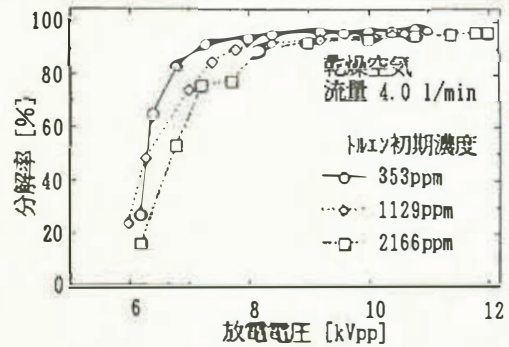 100
80
60
40
20
0
分解率 [%]
乾燥空気
流量 4.0 l/min
トルエン初期濃度
353ppm
1129ppm
2166ppm
6
8
10
12
放電電圧 [kVpp]